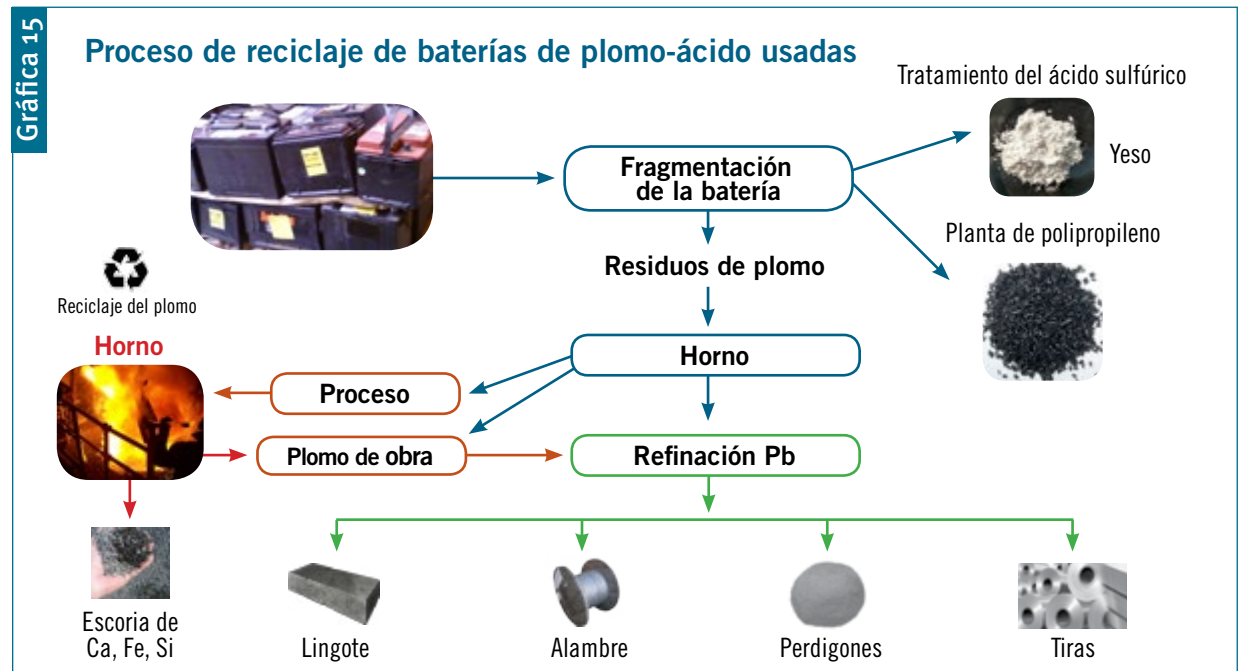 Gráfica 15
Proceso de reciclaje de baterías de plomo-ácido usadas
Tratamiento del ácido sulfúrico
Yeso
Fragmentación
de la batería
Planta de polipropileno
Residuos de plomo
Reciclaje del plomo
Horno
Horno
Proceso
Plomo de obra
Refinación Pb
Escoria de
Ca, Fe, Si
Lingote
Alambre
Perdigones
Tiras